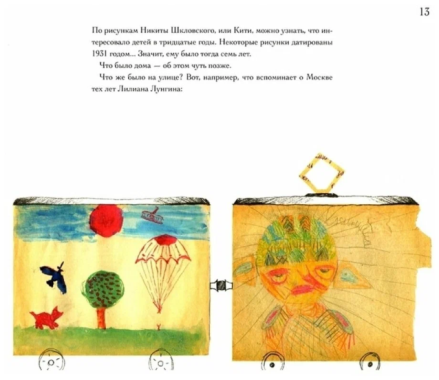 13
По рисункам Никиты Шкловского, или Кити, можно узнать, что ин-
тересовало детей в тридцатые годы. Некоторые рисунки датированы
1931 годом... Значит, ему было тогда семь лет.
Что было дома — об этом чуть позже.
Что же было на улице? Вот, например, что вспоминает о Москве
тех лет Лилиана Лунгина: